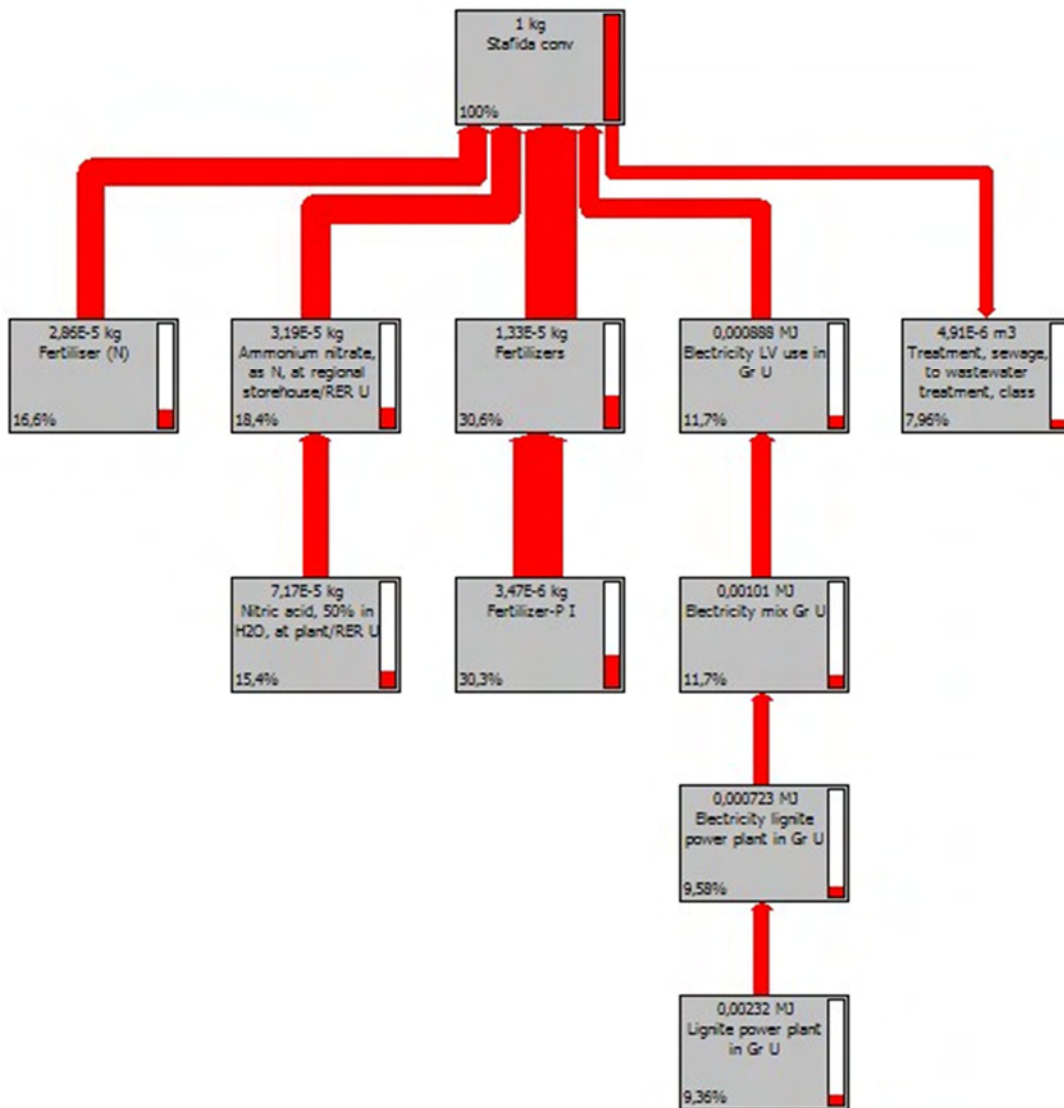 1 kg
Stafida conv
100%
2,86E-5 kg
Fertiliser (N)
16,6%
3,19E-5 kg
Ammonium nitrate,
as N, at regional
storehouse/RER U
18,4%
1,33E-5 kg
Fertilizers
30,6%
0,000888 MJ
Electricity LV use in
Gr U
11,7%
4,91E-6 m3
Treatment, sewage,
to wastewater
treatment, class
7,96%
7,17E-5 kg
Nitric acid, 50% in
H2O, at plant/RER U
15,4%
3,47E-6 kg
Fertilizer-P I
30,3%
0,00101 MJ
Electricity mix Gr U
11,7%
0,000723 MJ
Electricity lignite
power plant in Gr U
9,58%
0,00232 MJ
Lignite power plant
in Gr U
9,36%